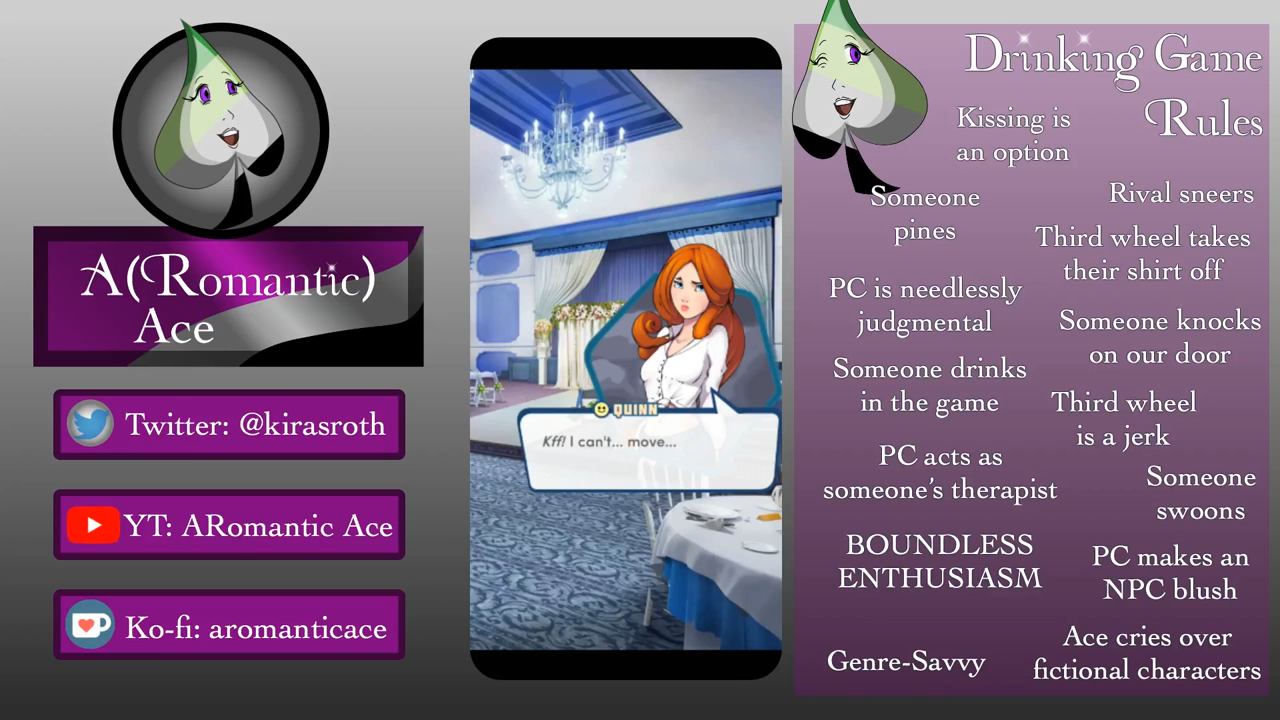 A(Romantic)
Ace
Twitter: @kirasroth
YT: ARomantic Ace
Ko-fi: aromanticace
QUINN
Kff! I can't... move...
Drinking Game
Rules
Kissing is
an option
Someone
pines
Rival sneers
Third wheel takes
their shirt off
PC is needlessly
judgmental
Someone knocks
on our door
Someone drinks
in the game
Third wheel
is a jerk
PC acts as
someone's therapist
Someone
swoons
BOUNDLESS
ENTHUSIASM
PC makes an
NPC blush
Genre-Savvy
Ace cries over
fictional characters